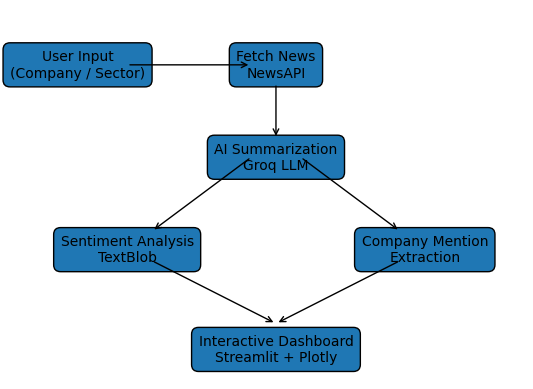 User Input
(Company / Sector)
Fetch News
NewsAPI
AI Summarization
Groq LLM
Sentiment Analysis
TextBlob
Company Mention
Extraction
Interactive Dashboard
Streamlit + Plotly